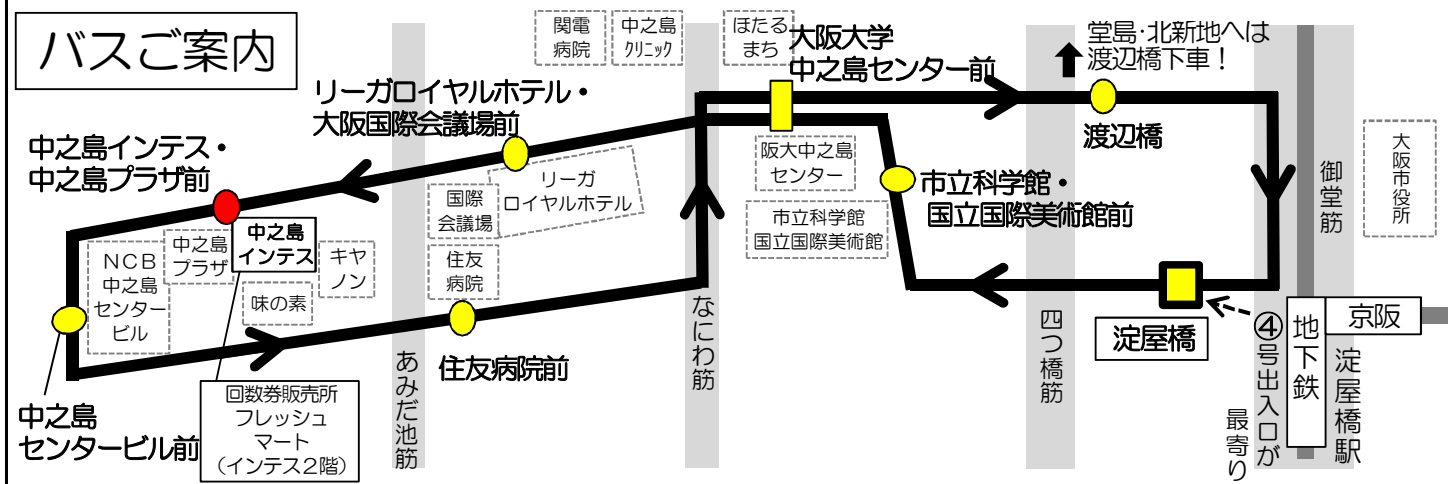 バスご案内
関電
病院
中之島
クリニック
ほたる
まち
大阪大学
中之島センター前
堂島・北新地へは
渡辺橋下車！
リーガロイヤルホテル・
大阪国際会議場前
渡辺橋
中之島インテス・
中之島プラザ前
阪大中之島
センター
市立科学館・
国立国際美術館前
御堂筋
大阪市役所
リーガ
ロイヤルホテル
国際
会議場
市立科学館
国立国際美術館
中之島
プラザ
中之島
インテス
キヤ
ノン
NCB
中之島
センター
ビル
味の素
住友
病院
なにわ筋
四つ橋筋
淀屋橋
④号出入口が
最寄り
地下鉄
京阪
淀屋橋駅
住友病院前
あみだ池筋
中之島
センタービル前
回数券販売所
フレッシュ
マート
（インテス２階）